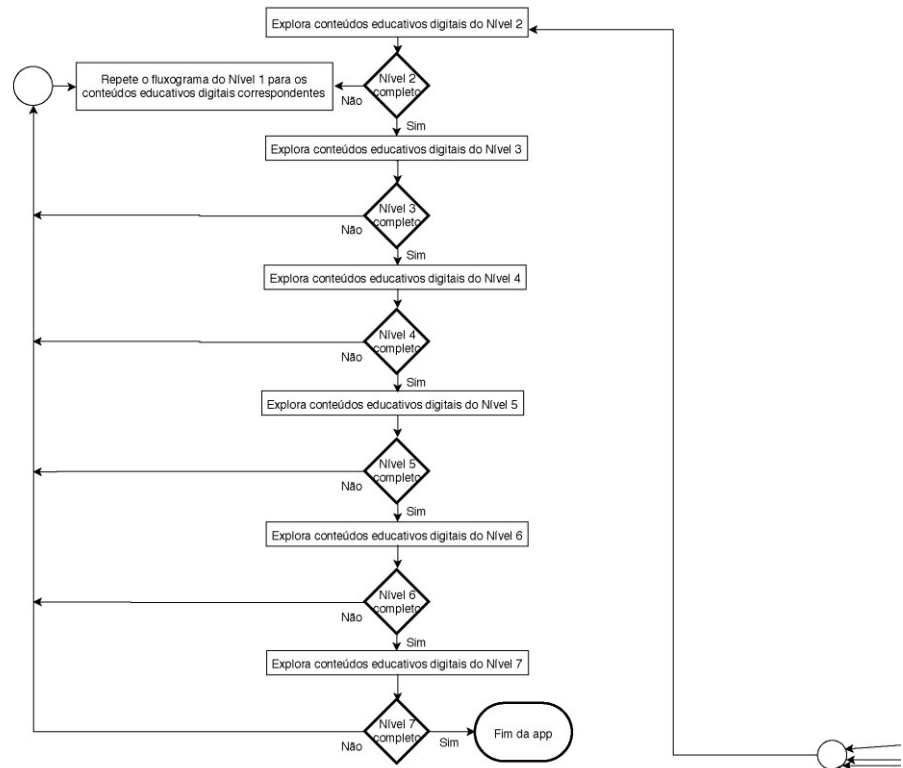 Explora conteúdos educativos digitais do Nível 2
Nível 2
completo
Repete o fluxograma do Nível 1 para os
conteúdos educativos digitais correspondentes
Não
Sim
Explora conteúdos educativos digitais do Nível 3
Nível 3
completo
Não
Sim
Explora conteúdos educativos digitais do Nível 4
Nível 4
completo
Não
Sim
Explora conteúdos educativos digitais do Nível 5
Nível 5
completo
Não
Sim
Explora conteúdos educativos digitais do Nível 6
Nível 6
completo
Não
Sim
Explora conteúdos educativos digitais do Nível 7
Nível 7
completo
Não
Sim
Fim da app